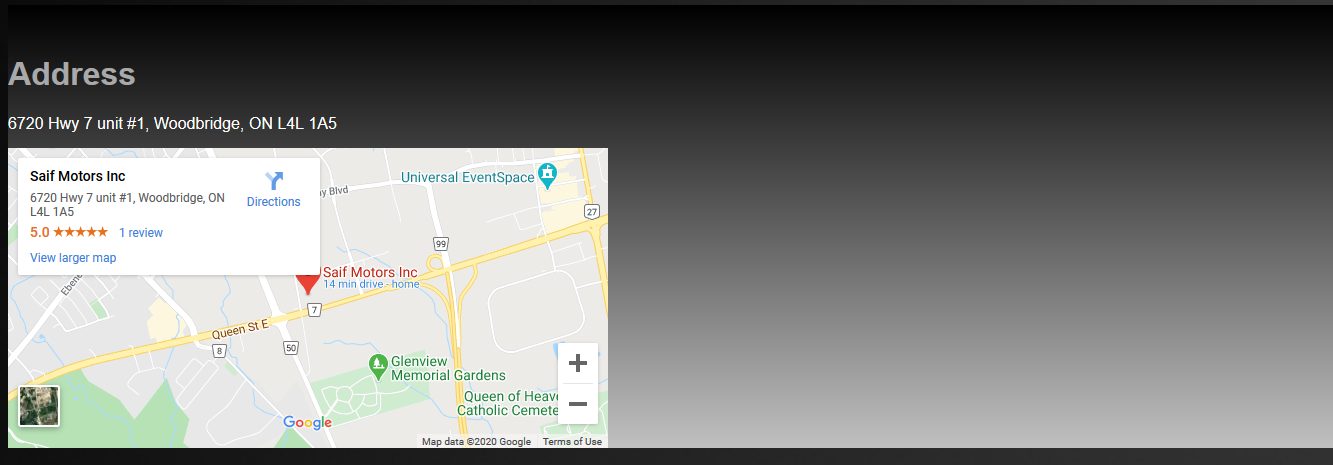 Address
6720 Hwy 7 unit #1, Woodbridge, ON L4L 1A5
Saif Motors Inc
6720 Hwy 7 unit #1, Woodbridge, ON
L4L 1A5
Directions
5.0 1 review
View larger map
ay Blvd
Universal EventSpace
27
99
Ebene
Saif Motors Inc
14 min drive - home
7
Queen St E
8
50
Glenview
Memorial Gardens
Queen of Heave
Catholic Cemete
Google
Map data ©2020 Google
Terms of Use